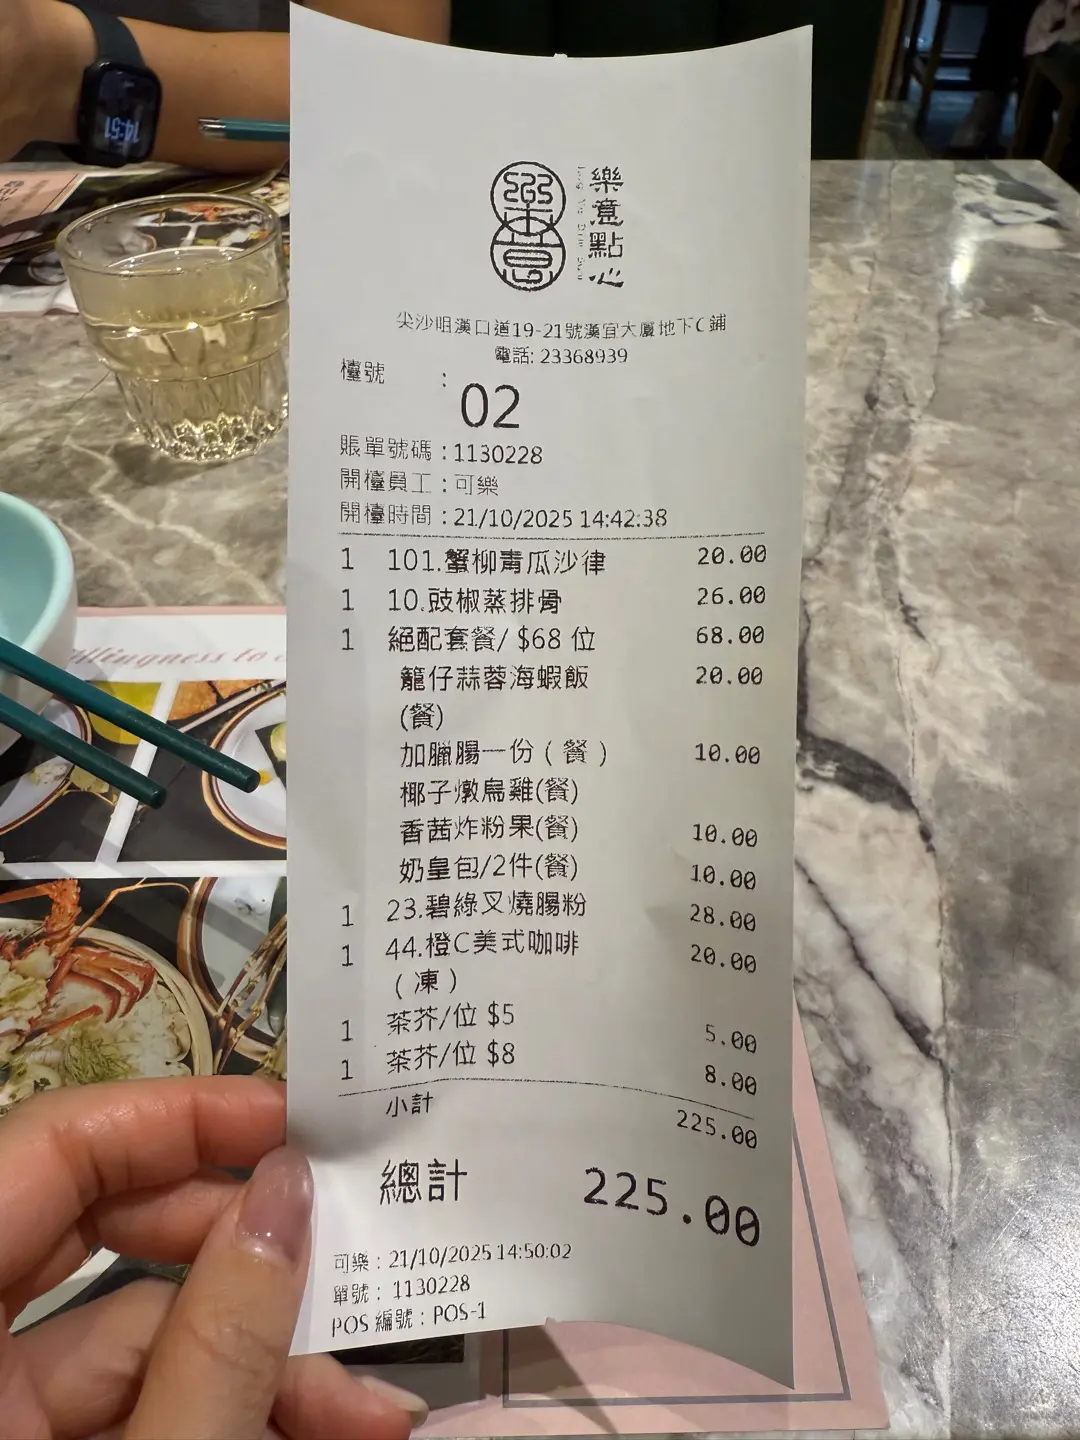 14:51
樂意
樂意點心
尖沙咀漢口道19-21號漢宜大廈地下C鋪
電話: 23368939
檯號 :
02
賬單號碼 : 1130228
開檯員工 : 可樂
開檯時間 : 21/10/2025 14:42:38
1 101.蟹柳青瓜沙律 20.00
1 10.豉椒蒸排骨 26.00
1 絕配套餐/ $68 位 68.00
籠仔蒜蓉海蝦飯 20.00
(餐)
加臘腸一份 ( 餐 ) 10.00
椰子燉烏雞(餐)
香茜炸粉果(餐) 10.00
奶皇包/2件(餐) 10.00
1 23.碧綠叉燒腸粉 28.00
1 44.橙C美式咖啡 20.00
( 凍 )
1 茶芥/位 $5 5.00
1 茶芥/位 $8 8.00
小計 225.00
總計 225.00
可樂 : 21/10/2025 14:50:02
單號 : 1130228
POS 編號 : POS-1